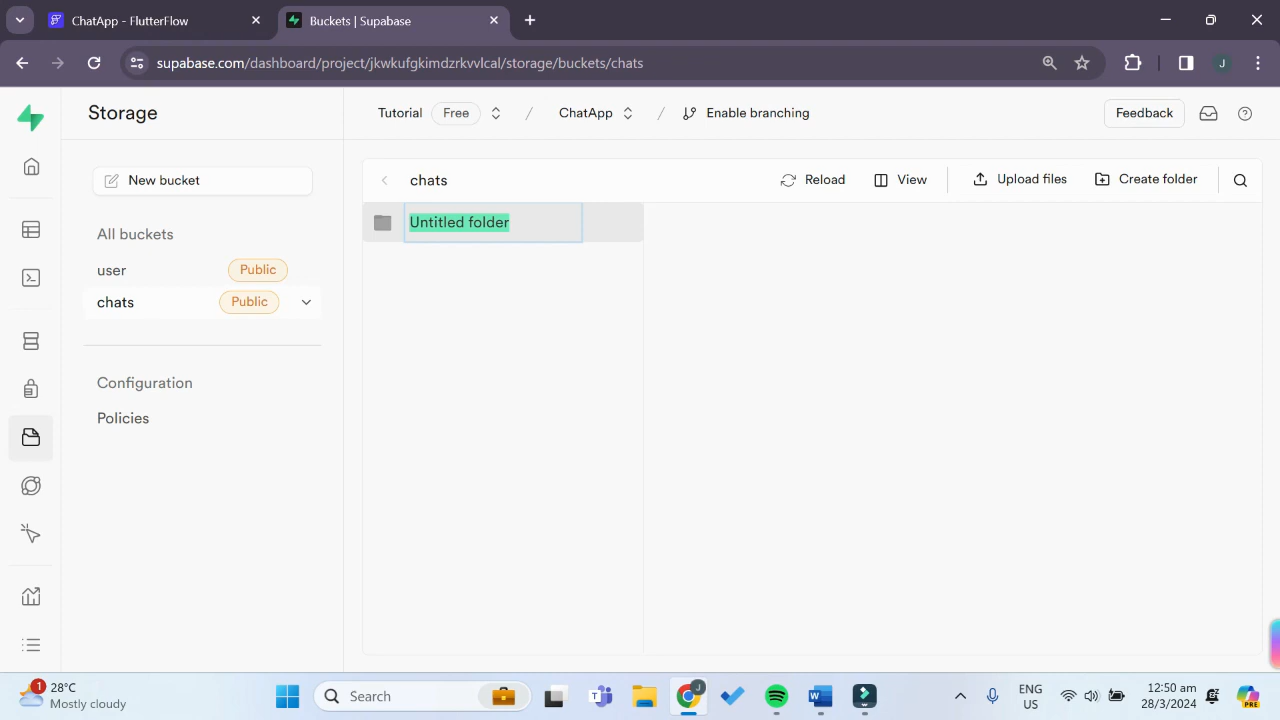 ChatApp - FlutterFlow
Buckets | Supabase
supabase.com/dashboard/project/jkwkufgkimdzrkvvlcal/storage/buckets/chats
J
Storage
Tutorial Free / ChatApp / Enable branching
Feedback
New bucket
chats
Reload
View
Upload files
Create folder
Untitled folder
All buckets
user Public
chats Public
Configuration
Policies
1
28°C
Mostly cloudy
Search
J
ENG
US
12:50 am
28/3/2024
PRE